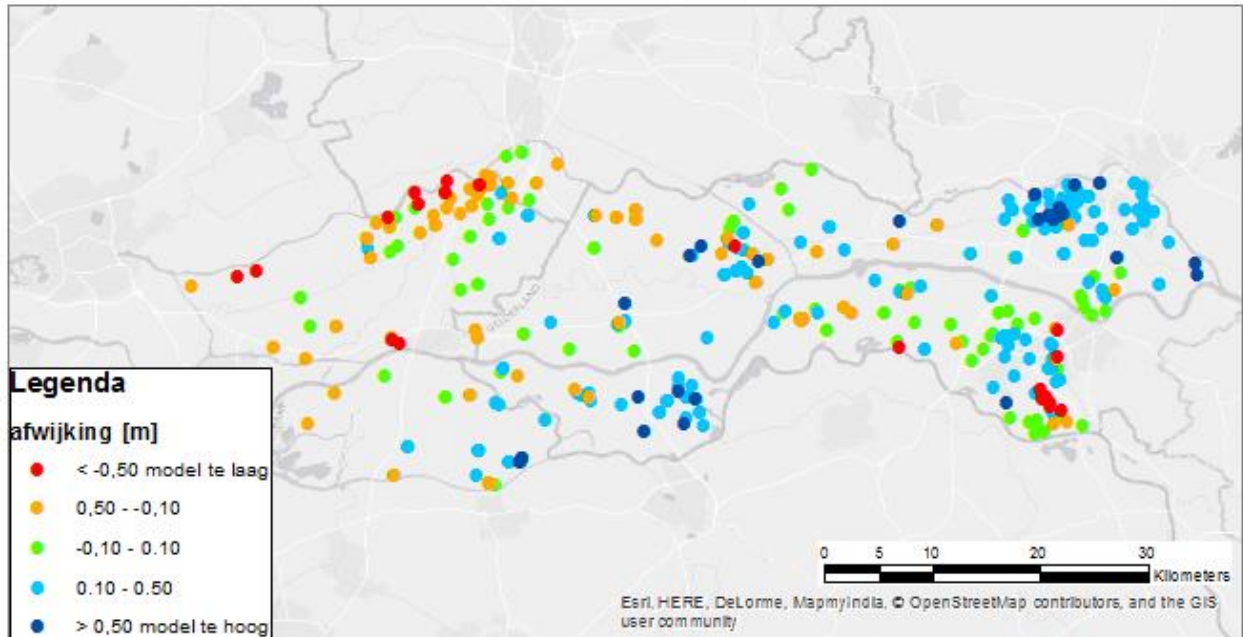 GELDERLAND
Legenda
afwijking [m]
< -0,50 model te laag
0,50 - -0,10
-0,10 - 0.10
0.10 - 0.50
> 0,50 model te hoog
0 5 10 20 30
Kilometers
Esri, HERE, DeLorme, MapmyIndia, © OpenStreetMap contributors, and the GIS
user community